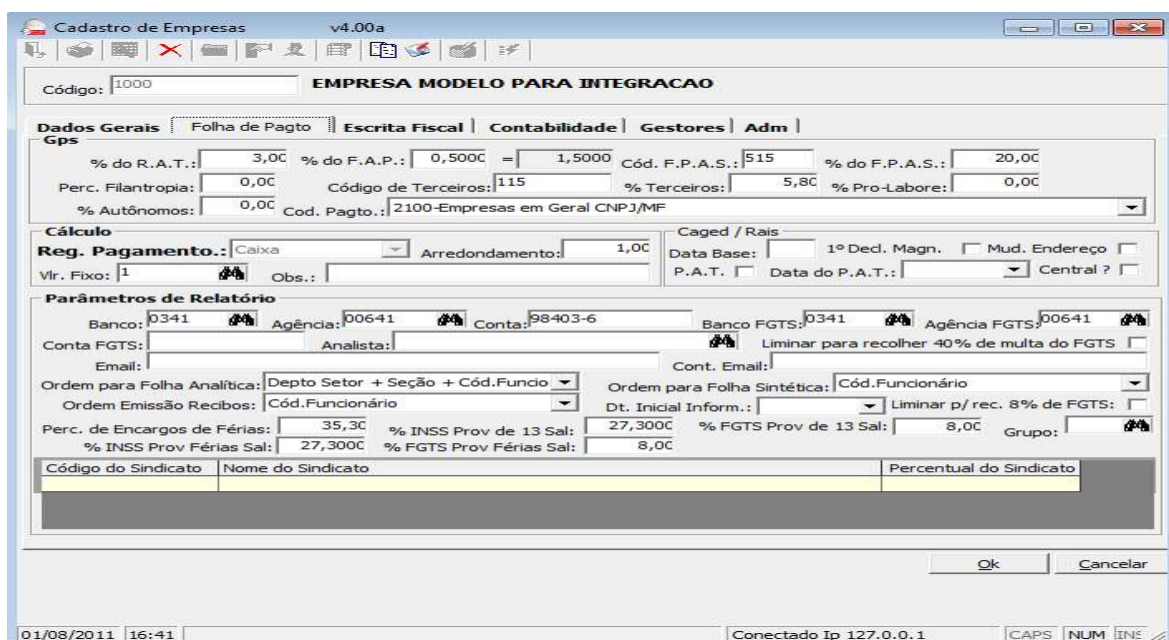 Cadastro de Empresas v4.00a
Código: 1000 EMPRESA MODELO PARA INTEGRACAO
Dados Gerais Folha de Pagto Escrita Fiscal Contabilidade Gestores Adm
Gps
% do R.A.T.: 3,00 % do F.A.P.: 0,5000 = 1,5000 Cód. F.P.A.S.: 515 % do F.P.A.S.: 20,00
Perc. Filantropia: 0,00 Código de Terceiros: 115 % Terceiros: 5,80 % Pro-Labore: 0,00
% Autônomos: 0,00 Cod. Pagto.: 2100-Empresas em Geral CNPJ/MF
Cálculo Caged / Rais
Reg. Pagamento.: Caixa Arredondamento: 1,00 Data Base: 1º Decl. Magn. Mud. Endereço
Vlr. Fixo: 1 Obs.: P.A.T. Data do P.A.T.: Central ?
Parâmetros de Relatório
Banco: 0341 Agência: 00641 Conta: 98403-6 Banco FGTS: 0341 Agência FGTS: 00641
Conta FGTS: Analista: Liminar para recolher 40% de multa do FGTS
Email: Cont. Email:
Ordem para Folha Analítica: Depto Setor + Seção + Cód.Funcio Ordem para Folha Sintética: Cód.Funcionário
Ordem Emissão Recibos: Cód.Funcionário Dt. Inicial Inform.: Liminar p/ rec. 8% de FGTS:
Perc. de Encargos de Férias: 35,30 % INSS Prov de 13 Sal: 27,3000 % FGTS Prov de 13 Sal: 8,00 Grupo:
% INSS Prov Férias Sal: 27,3000 % FGTS Prov Férias Sal: 8,00
Código do Sindicato Nome do Sindicato Percentual do Sindicato
Ok Cancelar
01/08/2011 16:41 Conectado Ip 127.0.0.1 CAPS NUM INS